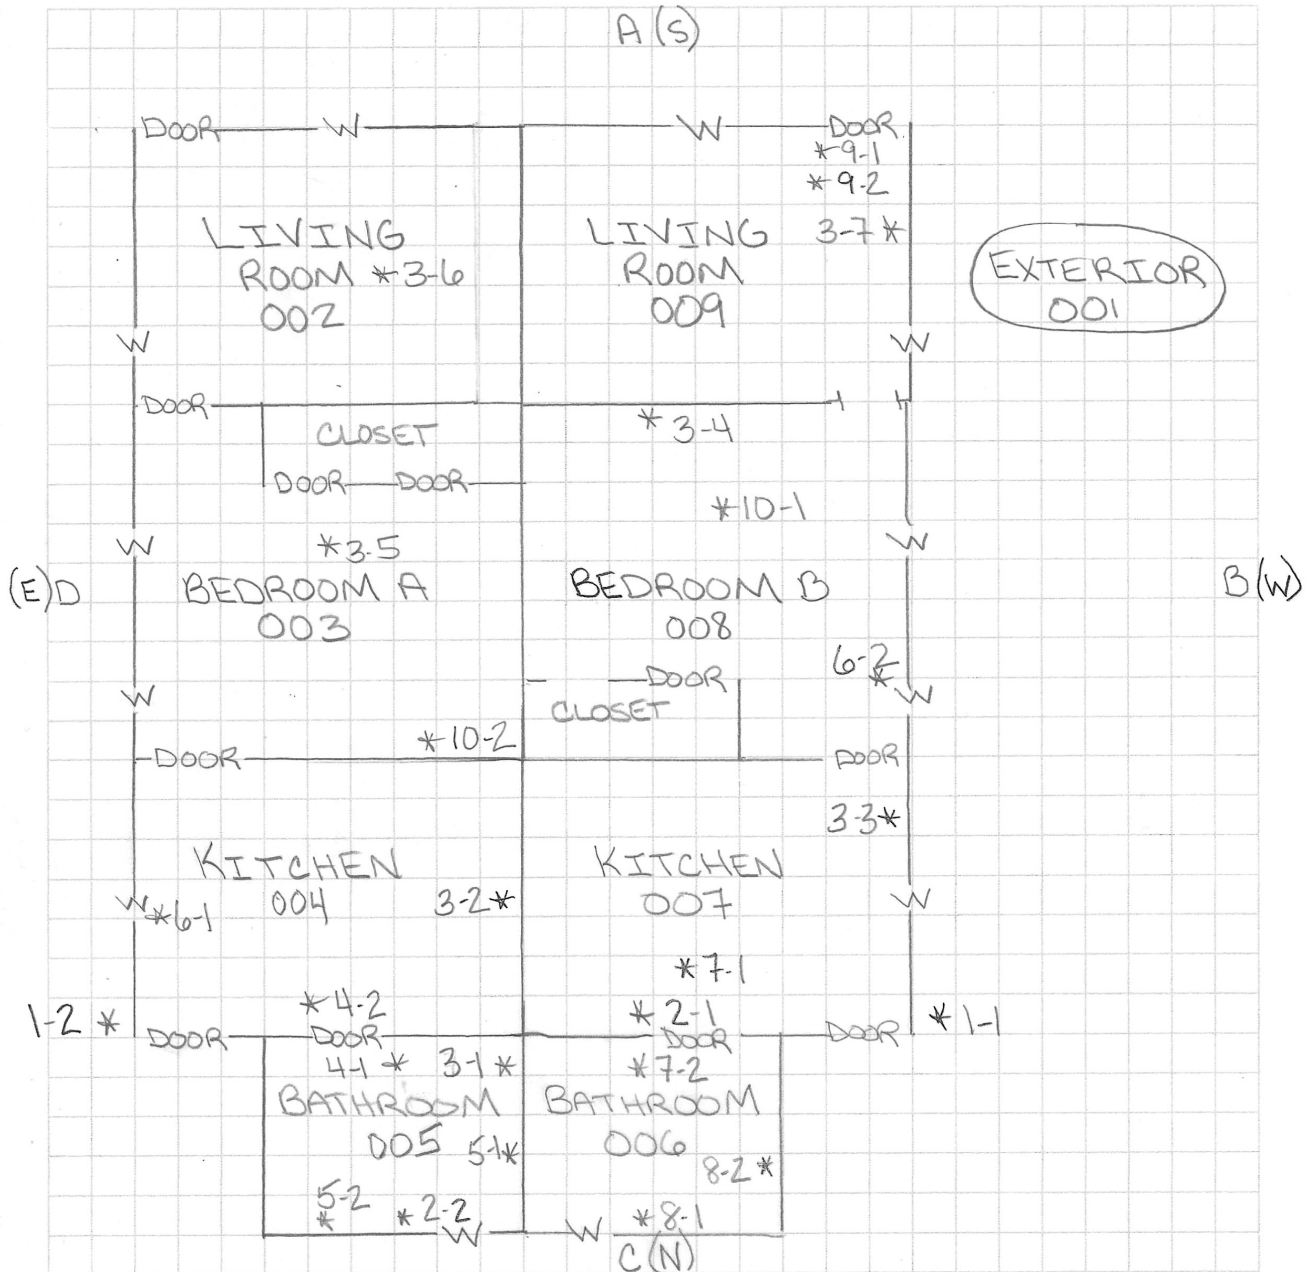 A (S)
DOOR W W DOOR
*9-1
*9-2
LIVING ROOM *3-6 002
LIVING ROOM 009
3-7*
EXTERIOR 001
W W
DOOR
CLOSET
*3-4
DOOR DOOR
*10-1
W W
*3-5
(E) D
BEDROOM A 003
BEDROOM B 008
B (W)
6-2 *
W W
DOOR
CLOSET
*10-2
DOOR DOOR
3-3*
KITCHEN 004
KITCHEN 007
W *6-1
3-2*
W
*7-1
*4-2
*2-1
1-2 *
DOOR DOOR DOOR DOOR
* 1-1
4-1 * 3-1 *
*7-2
BATHROOM 005
BATHROOM 006
5-1*
8-2 *
5-2 *
*2-2
*8-1
W W
C (N)